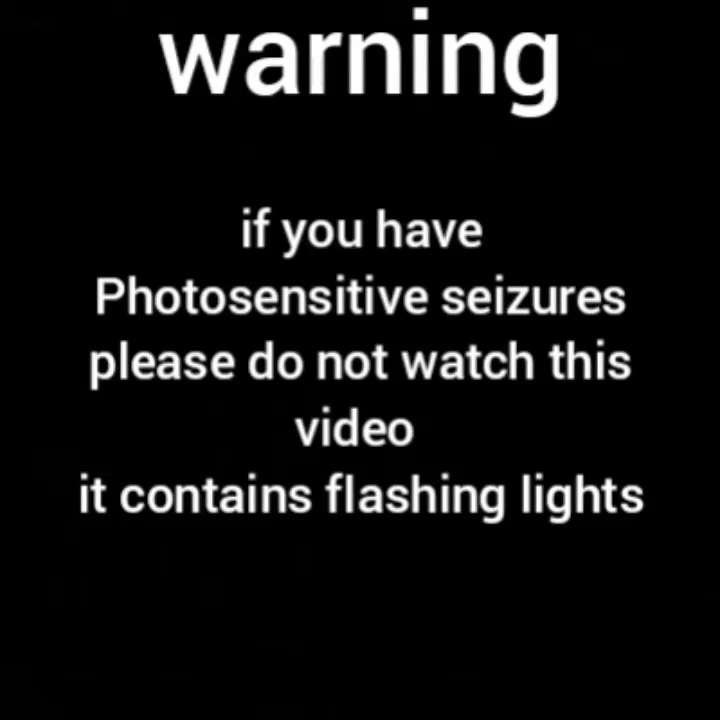 warning
if you have
Photosensitive seizures
please do not watch this
video
it contains flashing lights